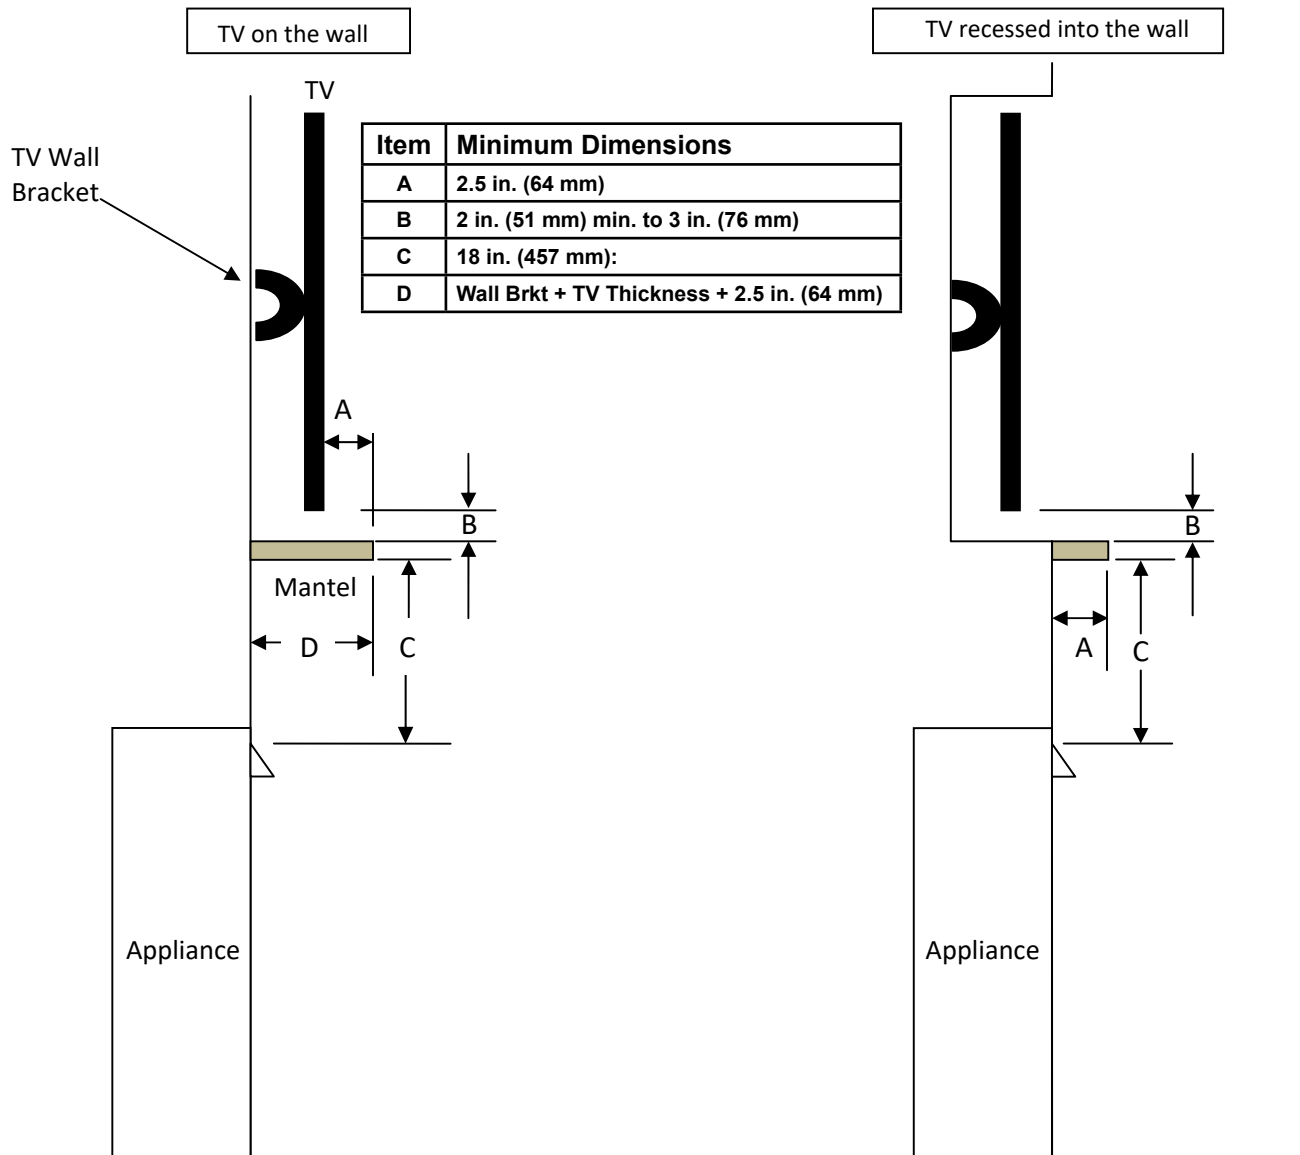 TV on the wall
TV recessed into the wall
TV
TV Wall
Bracket
Item Minimum Dimensions
A 2.5 in. (64 mm)
B 2 in. (51 mm) min. to 3 in. (76 mm)
C 18 in. (457 mm):
D Wall Brkt + TV Thickness + 2.5 in. (64 mm)
A
B
Mantel
D
C
Appliance
B
A
C
Appliance